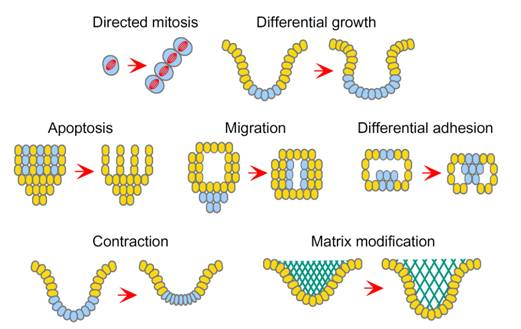 Directed mitosis
Differential growth
Apoptosis
Migration
Differential adhesion
Contraction
Matrix modification